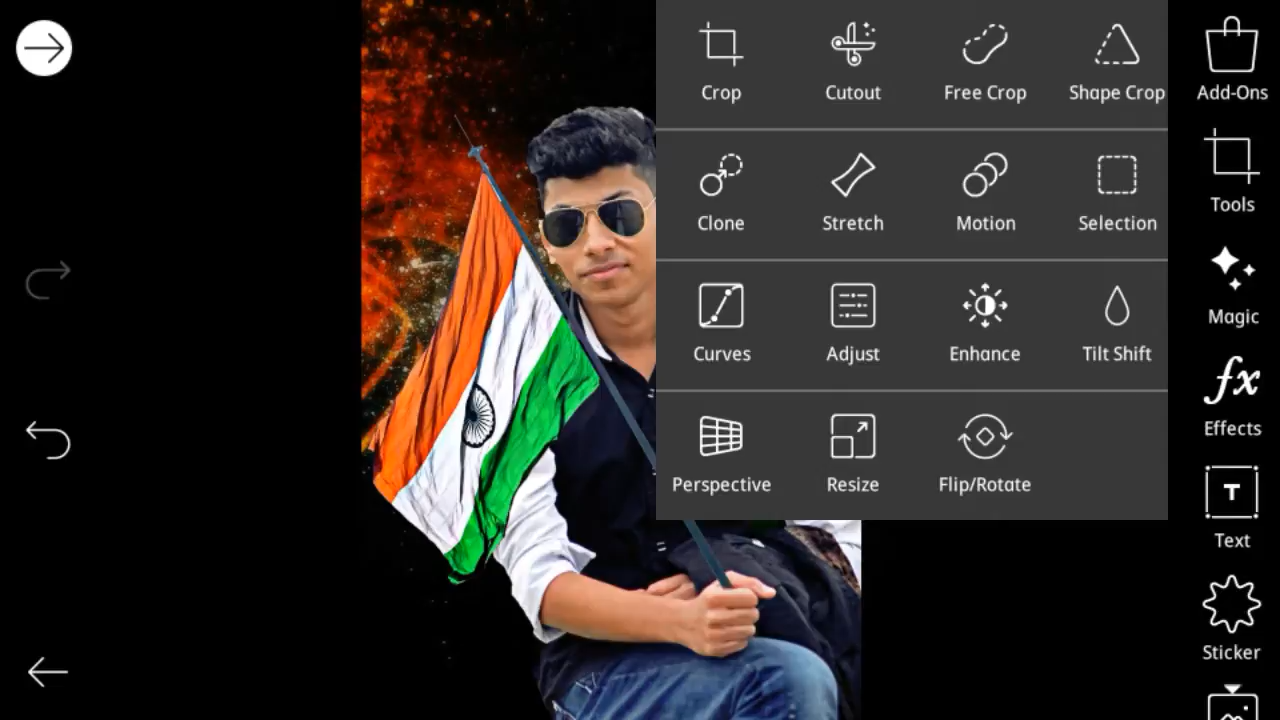 Crop
Cutout
Free Crop
Shape Crop
Clone
Stretch
Motion
Selection
Curves
Adjust
Enhance
Tilt Shift
Perspective
Resize
Flip/Rotate
Add-Ons
Tools
Magic
fx
Effects
T
Text
Sticker